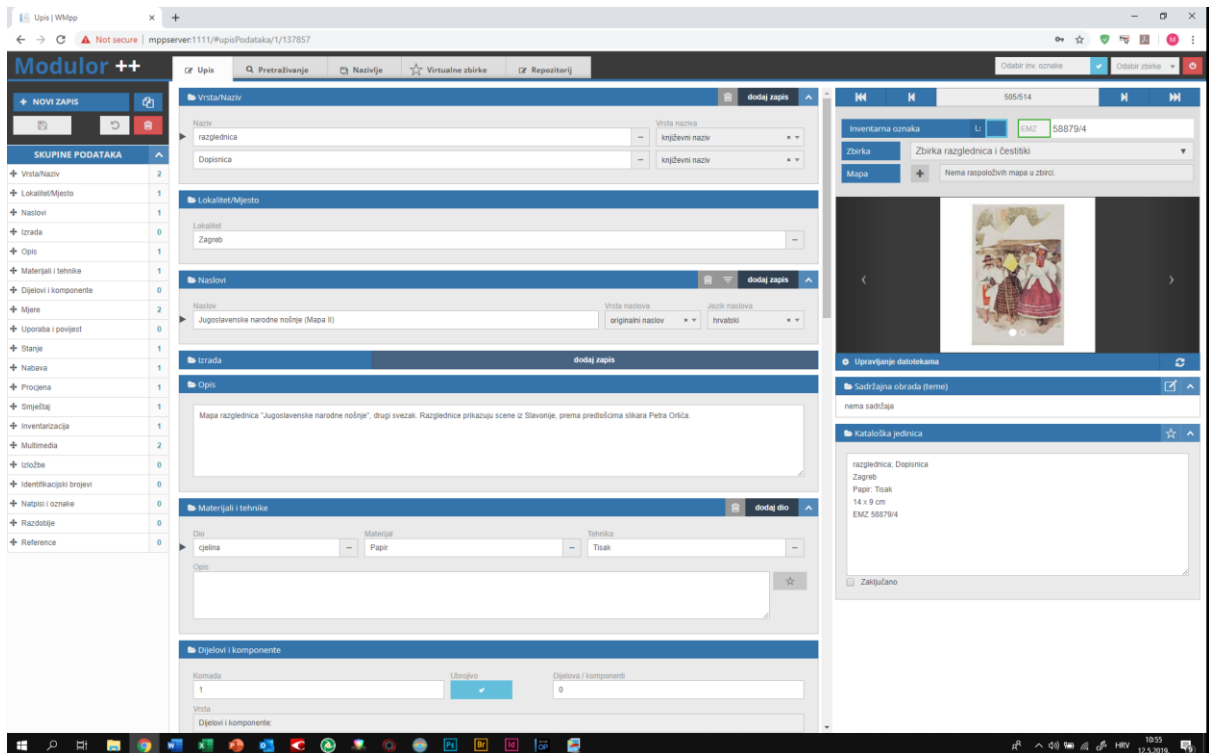 Upis | WMpp
Not secure | mppserver:1111/#upisPodataka/1/137857
Modulor ++
Upis
Pretraživanje
Nazivlje
Virtualne zbirke
Repozitorij
Odabir inv. oznake
Odabir zbirke
NOVI ZAPIS
SKUPINE PODATAKA
Vrsta/Naziv 2
Lokalitet/Mjesto 1
Naslovi 1
Izrada 0
Opis 1
Materijali i tehnike 1
Dijelovi i komponente 0
Mjere 2
Uporaba i povijest 0
Stanje 1
Nabava 1
Procjena 1
Smještaj 1
Inventarizacija 1
Multimedia 2
Izložbe 0
Identifikacijski brojevi 0
Natpisi i oznake 0
Razdoblje 0
Reference 0
Vrsta/Naziv
dodaj zapis
Naziv
Vrsta naziva
razglednica
književni naziv
Dopisnica
književni naziv
Lokalitet/Mjesto
Lokalitet
Zagreb
Naslovi
dodaj zapis
Naslov
Vrsta naslova
Jezik naslova
Jugoslavenske narodne nošnje (Mapa II)
originalni naslov
hrvatski
Izrada
dodaj zapis
Opis
Mapa razglednica "Jugoslavenske narodne nošnje", drugi svezak. Razglednice prikazuju scene iz Slavonije, prema predlošcima slikara Petra Orlića.
Materijali i tehnike
dodaj dio
Dio
Materijal
Tehnika
cjelina
Papir
Tisak
Opis
Dijelovi i komponente
Komada
Ubrojivo
Dijelova / komponenti
1
0
Vrsta
Dijelovi i komponente:
505/514
Inventarna oznaka
L:
EMZ
58879/4
Zbirka
Zbirka razglednica i čestitiki
Mapa
Nema raspoloživih mapa u zbirci.
Upravljanje datotekama
Sadržajna obrada (teme)
nema sadržaja
Kataloška jedinica
razglednica; Dopisnica
Zagreb
Papir: Tisak
14 x 9 cm
EMZ 58879/4
Zaključano
HRV
10:55
12.5.2019.